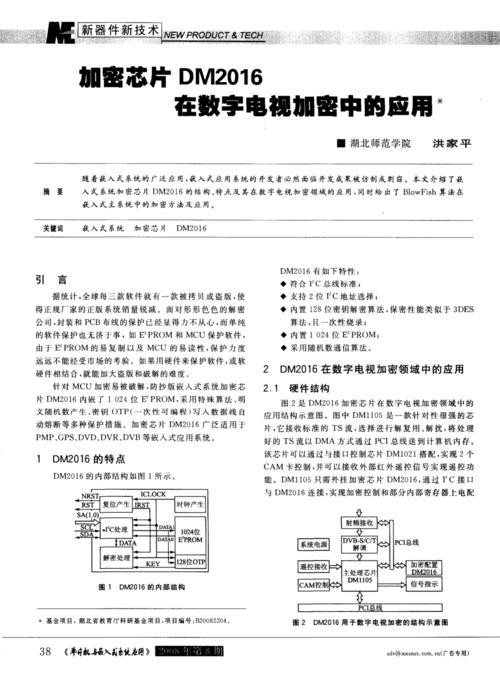 新器件新技术 NEW PRODUCT & TECH
加密芯片 DM2016
在数字电视加密中的应用*
■ 湖北师范学院 洪家平
摘 要 随着嵌入式系统的广泛应用,嵌入式应用系统的开发者必然面临开发成果被仿制或剽窃。本文介绍了嵌
入式系统加密芯片 DM2016 的结构、特点及其在数字电视加密领域的应用,同时给出了 BlowFish 算法在
嵌入式主系统中的加密方法及应用。
关键词 嵌入式系统 加密芯片 DM2016
引 言
据统计,全球每三款软件就有一款被拷贝或盗版,使
得正规厂家的正版系统销量锐减。面对形形色色的解密
公司,封装和 PCB 布线的保护已经显得力不从心,而单纯
的软件保护也无济于事,如 E²PROM 和 MCU 保护软件,
由于 E²PROM 的易复制以及 MCU 的易读性,保护力度
远远不能经受市场的考验。如果用硬件来保护软件,或软
硬件相结合,就能加大盗版和破解的难度。
针对 MCU 加密易被破解,防抄版嵌入式系统加密芯
片 DM2016 内嵌了 1 024 位 E²PROM,采用特殊算法、明
文随机数产生、密钥 OTP(一次性可编程)写入数据线自
动熔断等多种保护措施。加密芯片 DM2016 广泛适用于
PMP、GPS、DVD、DVR、DVB 等嵌入式应用系统。
1 DM2016 的特点
DM2016 的内部结构如图 1 所示。
NRST
RST
SA(1,0)
SCL
SDA
复位产生
IRST
ICLOCK
时钟产生
I²C处理
DATA1
DATA0
1024位
E²PROM
DATA
解密处理
KEY
128位OTP
图 1 DM2016 的内部结构
* 基金项目:湖北省教育厅科研基金项目,项目编号:B20082204。
DM2016 有如下特性:
◆ 符合 I²C 总线标准;
◆ 支持 2 位 I²C 地址选择;
◆ 内置 128 位密钥解密算法,保密性能类似于 3DES
算法,且一次性烧录;
◆ 内置 1 024 位 E²PROM;
◆ 采用随机数通信算法。
2 DM2016 在数字电视加密领域中的应用
2.1 硬件结构
图 2 是 DM2016 加密芯片在数字电视加密领域中的
应用结构示意图。图中 DM1105 是一款针对性很强的芯
片,它接收标准的 TS 流,选择进行解复用、解扰,将处理
好的 TS 流以 DMA 方式通过 PCI 总线送到计算机内存。
该芯片可以通过与接口控制芯片 DM1021 搭配,实现 2 个
CAM 卡控制,并可以接收外部红外遥控信号实现遥控功
能。DM1105 只需外挂加密芯片 DM2016,通过 I²C 接口
与 DM2016 连接,实现加密控制和部分内部寄存器上电配
射频接收
系统电源
DVB-S/C/T
解调
PCI总线
遥控接收
主处理芯片
DM1105
加密配置
DM2016
CAM控制
信号指示
PCI总线
图 2 DM2016 用于数字电视加密的结构示意图
38 《单片机与嵌入式系统应用》 2008年第8期
adv@mesnet.com.cn(广告专用)